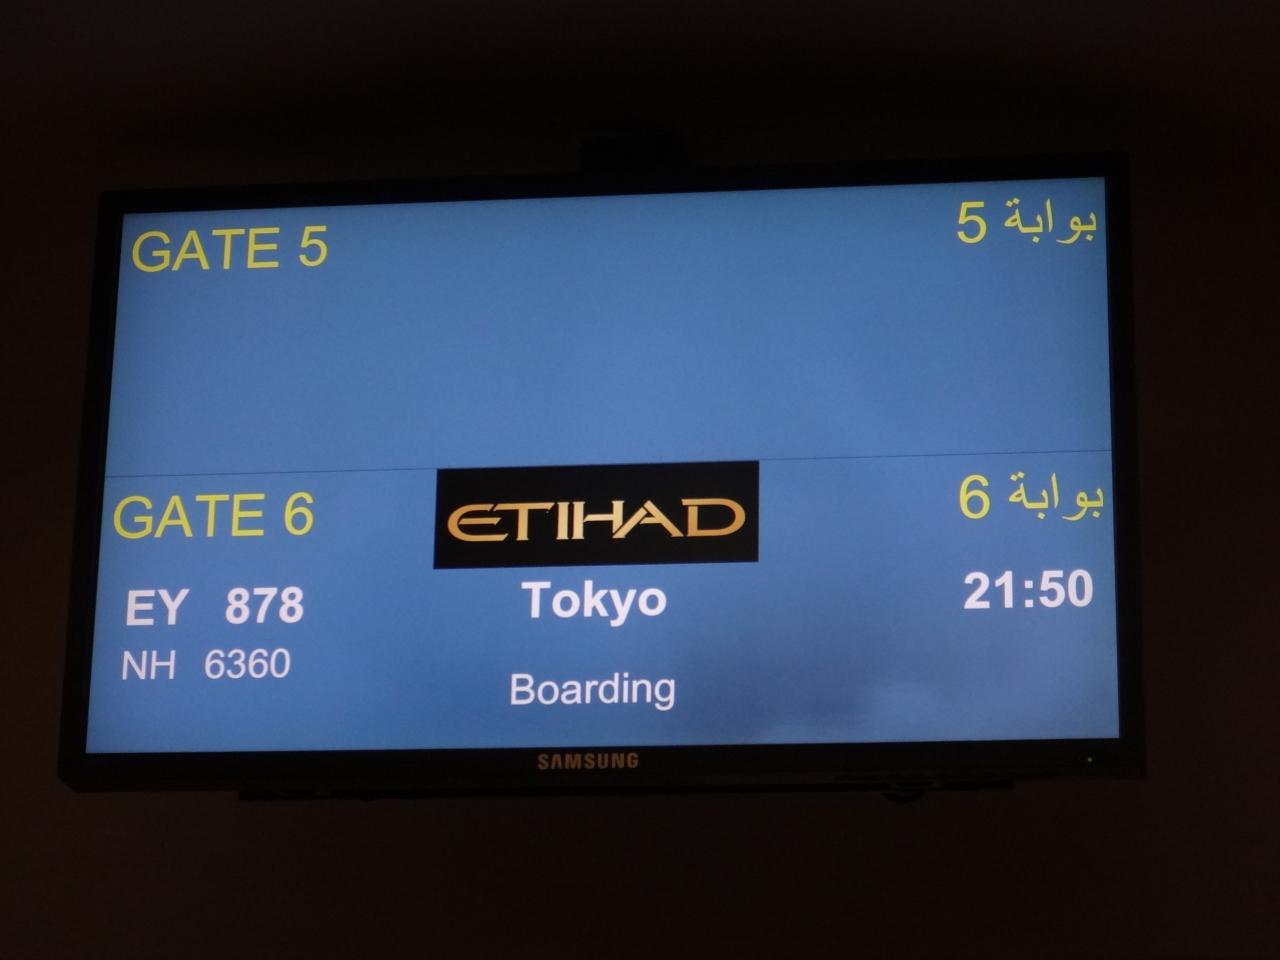 GATE 5 بوابة 5
GATE 6 ETIHAD بوابة 6
EY 878 Tokyo 21:50
NH 6360
Boarding
SAMSUNG